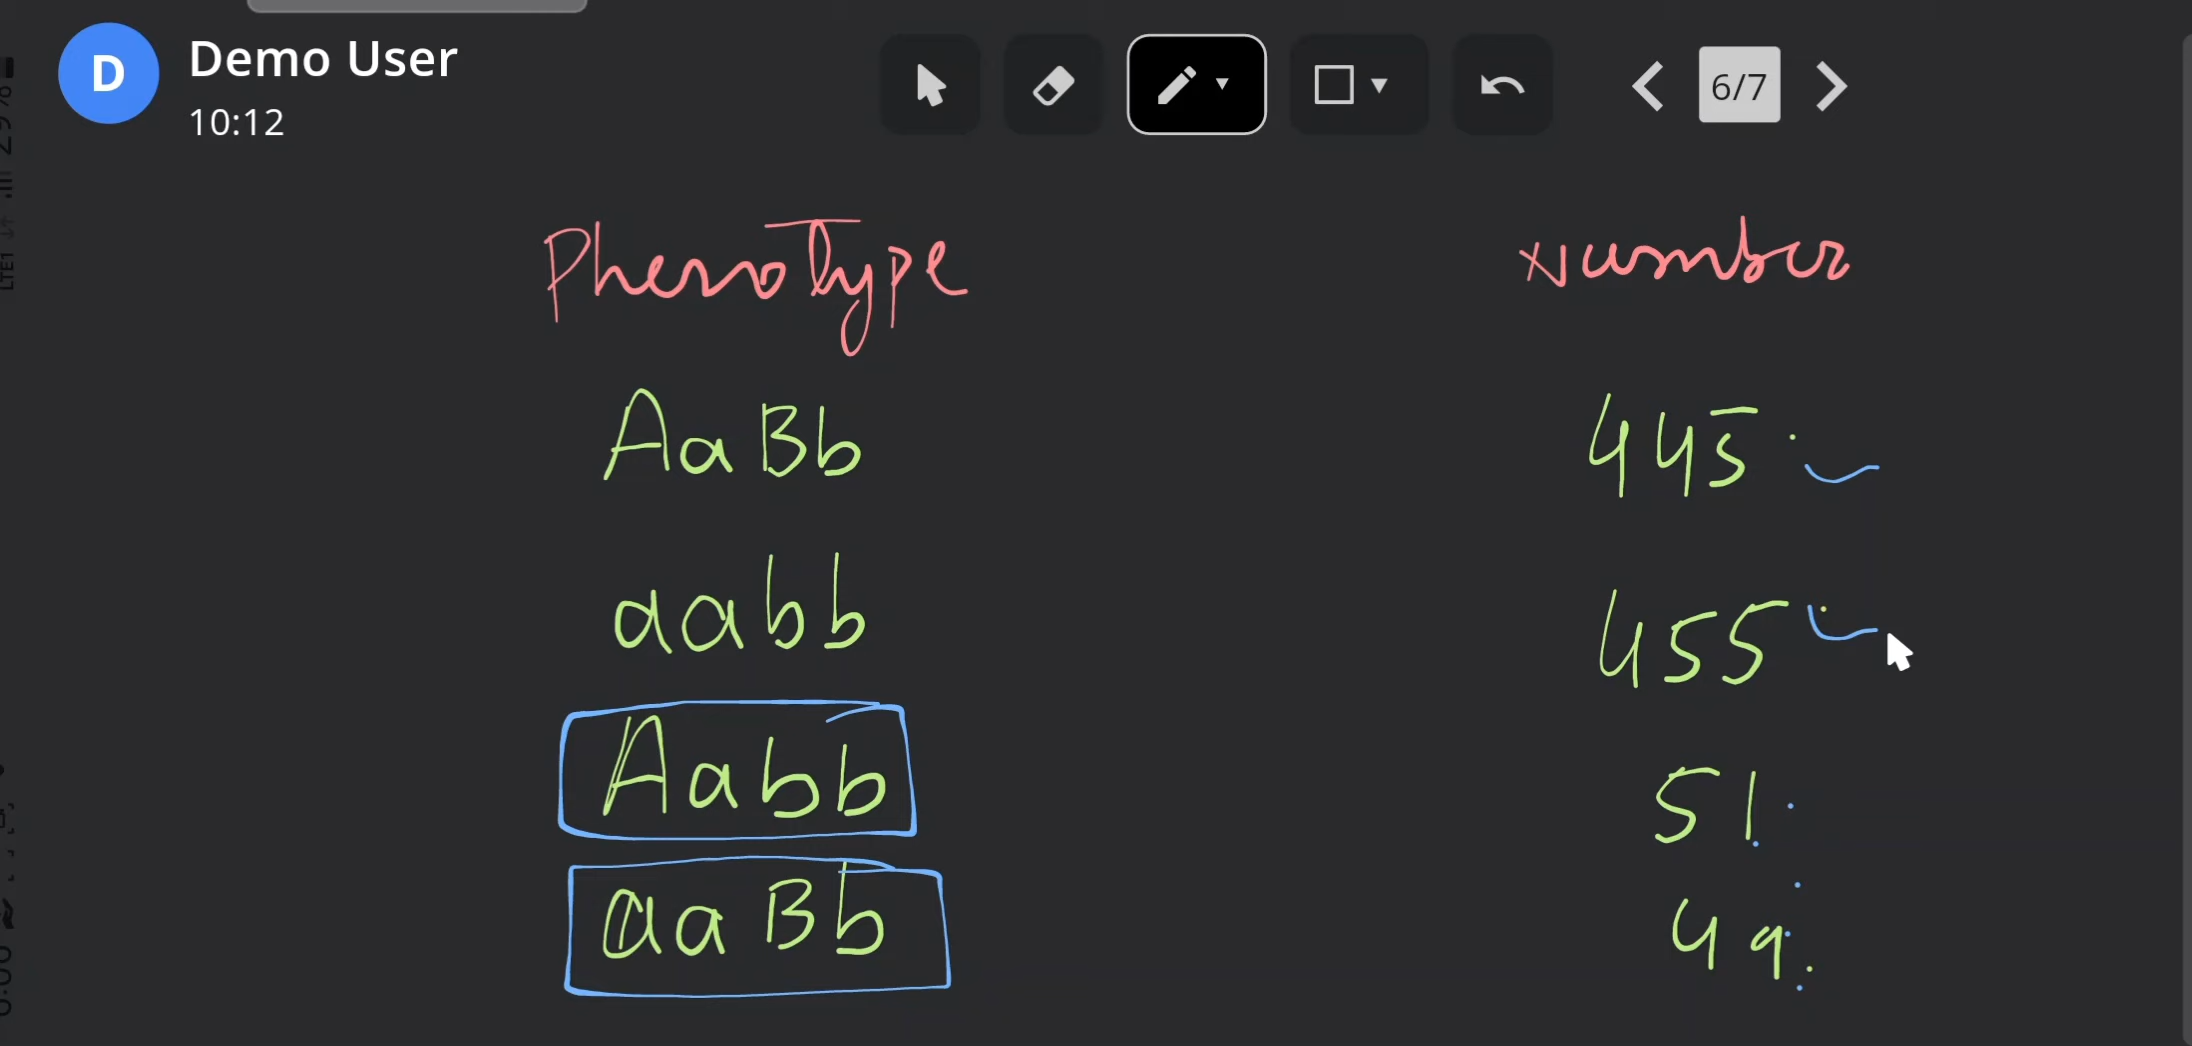 D Demo User
10:12
6/7
Phenotype Number
AaBb 445
aabb 455
Aabb 51
aaBb 49